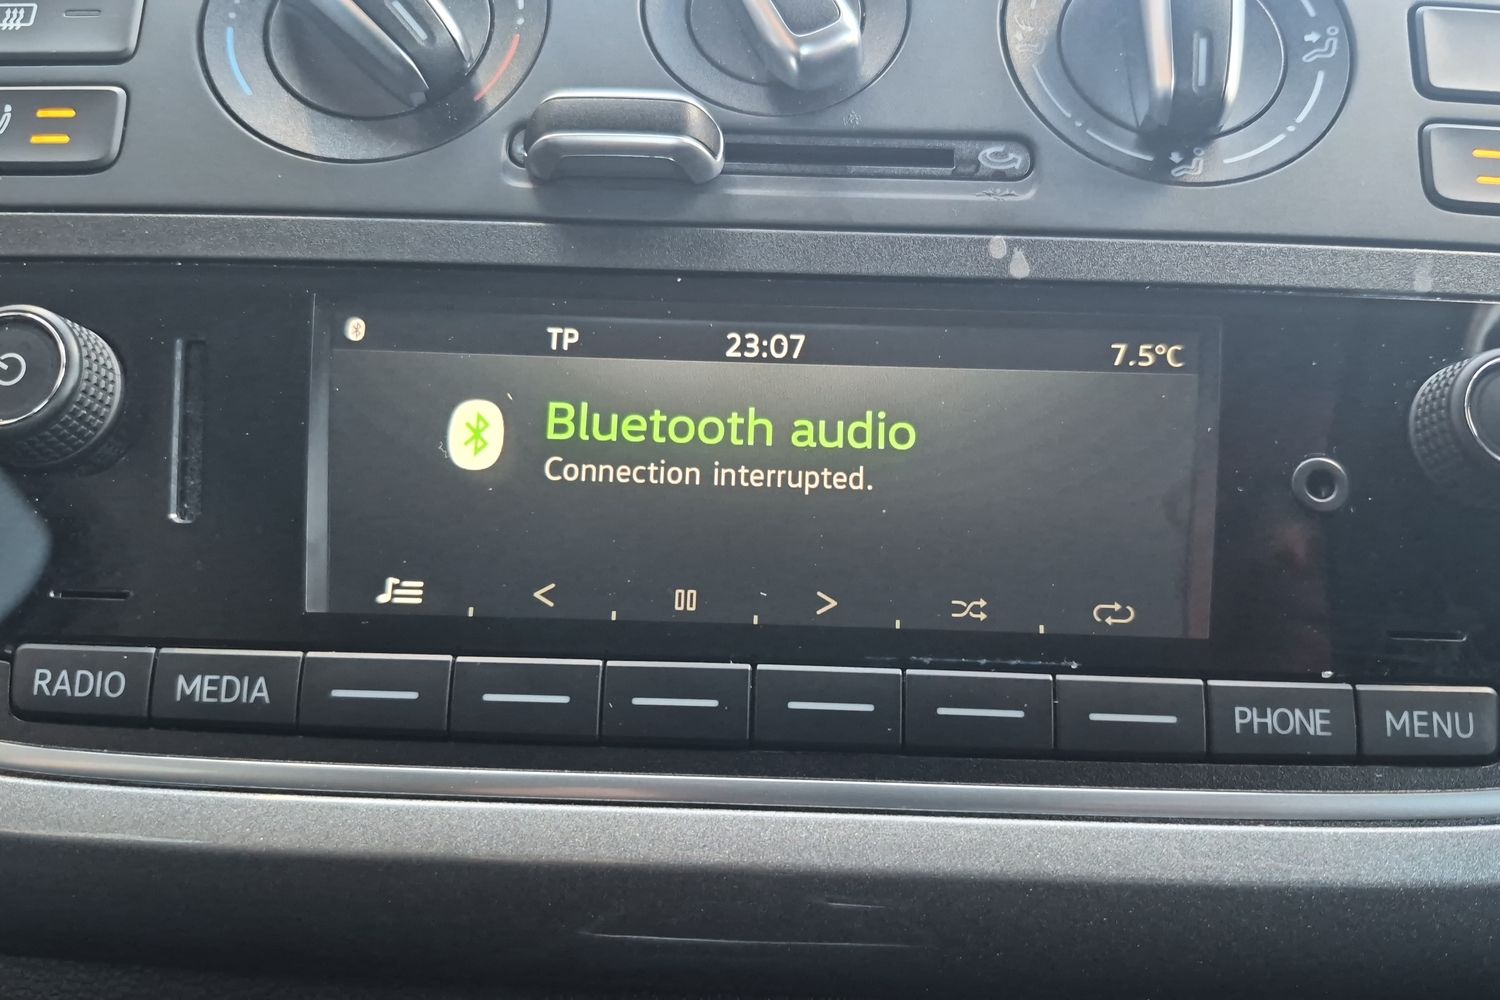 TP 23:07 7.5°C
Bluetooth audio
Connection interrupted.
RADIO MEDIA PHONE MENU